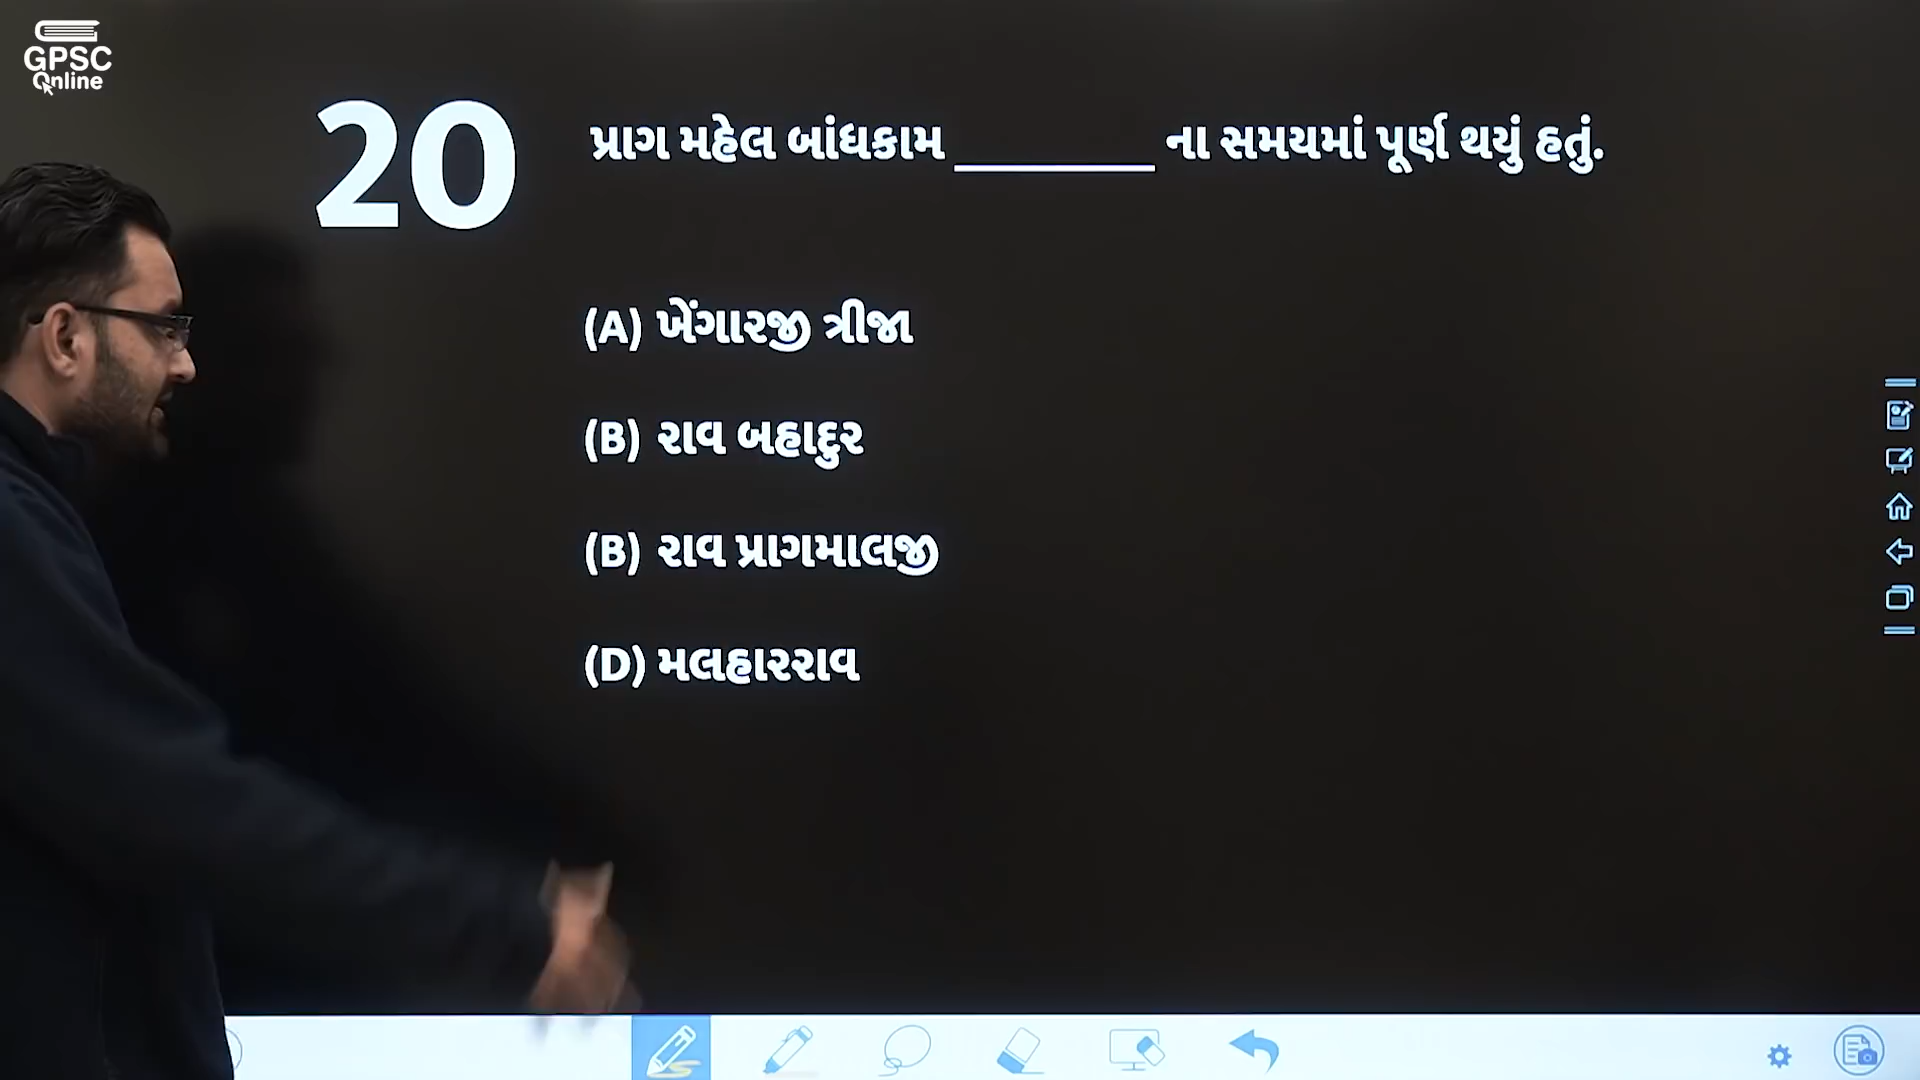 GPSC
Online
20
પ્રાગ મહેલ બાંધકામ ________ ના સમયમાં પૂર્ણ થયું હતું.
(A) ખેંગારજી ત્રીજા
(B) રાવ બહાદુર
(B) રાવ પ્રાગમાલજી
(D) મલહારરાવ